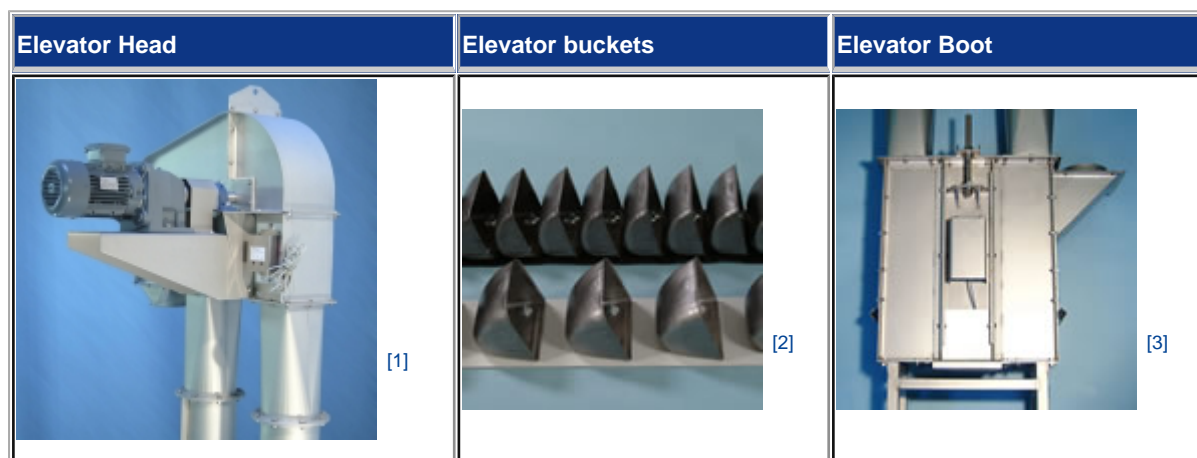 Elevator Head
Elevator buckets
Elevator Boot
[1]
[2]
[3]